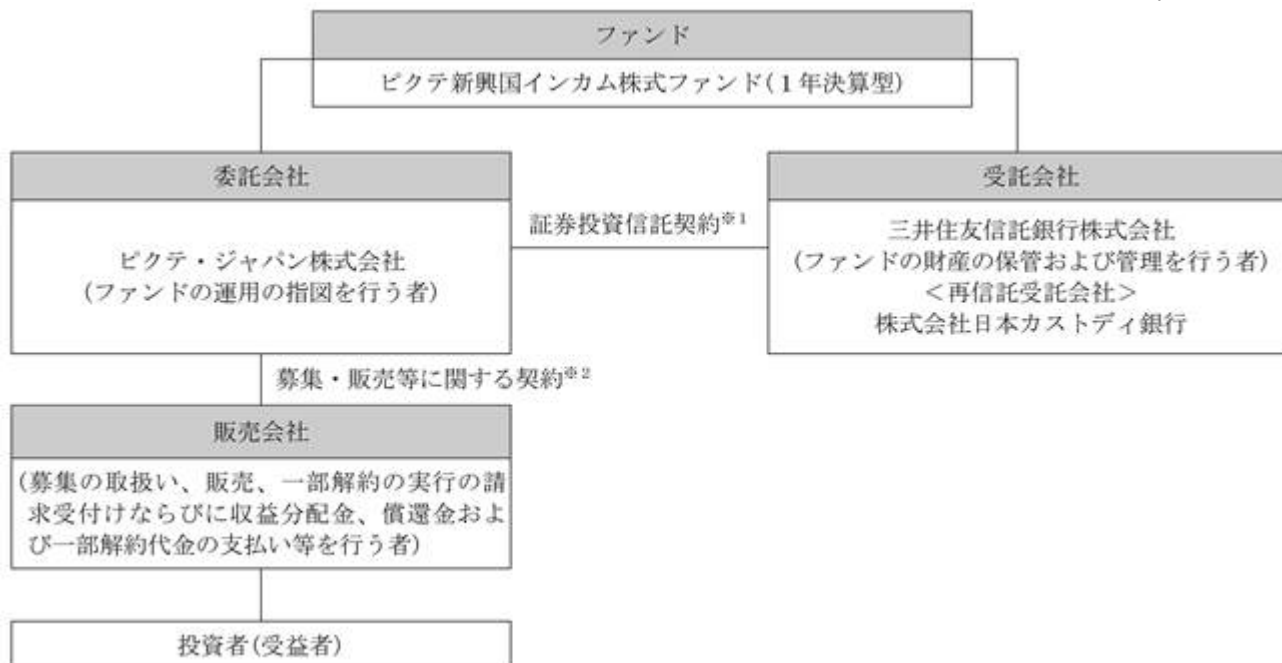 ファンド
ピクテ新興国インカム株式ファンド(1年決算型)
委託会社
ピクテ・ジャパン株式会社
(ファンドの運用の指図を行う者)
証券投資信託契約※1
受託会社
三井住友信託銀行株式会社
(ファンドの財産の保管および管理を行う者)
＜再信託受託会社＞
株式会社日本カストディ銀行
募集・販売等に関する契約※2
販売会社
(募集の取扱い、販売、一部解約の実行の請
求受付けならびに収益分配金、償還金およ
び一部解約代金の支払い等を行う者)
投資者(受益者)